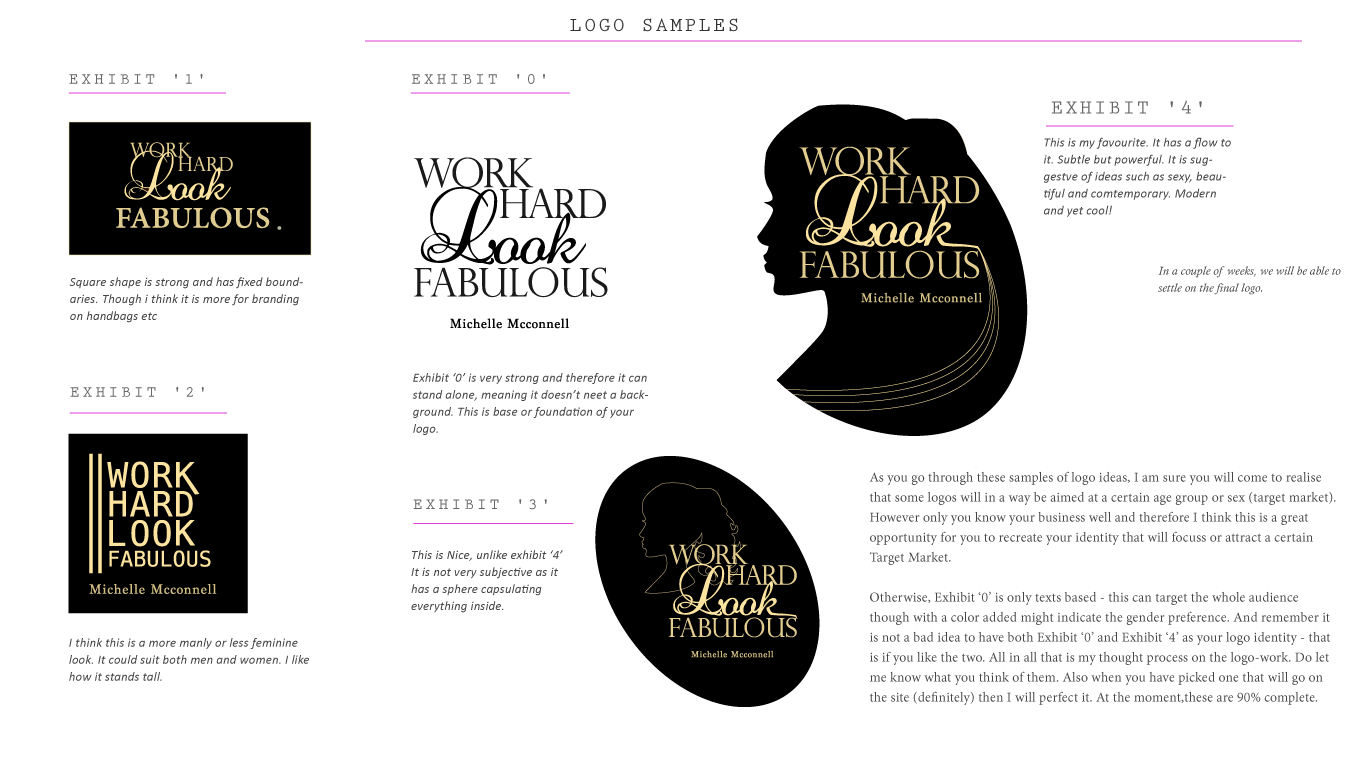 LOGO SAMPLES
EXHIBIT '1'
WORK
HARD
Look
FABULOUS.
Square shape is strong and has fixed bound-
aries. Though i think it is more for branding
on handbags etc
EXHIBIT '2'
WORK
HARD
LOOK
FABULOUS
Michelle Mcconnell
I think this is a more manly or less feminine
look. It could suit both men and women. I like
how it stands tall.
EXHIBIT '0'
WORK
HARD
Look
FABULOUS
Michelle Mcconnell
Exhibit ‘0’ is very strong and therefore it can
stand alone, meaning it doesn’t neet a back-
ground. This is base or foundation of your
logo.
EXHIBIT '3'
This is Nice, unlike exhibit ‘4’
It is not very subjective as it
has a sphere capsulating
everything inside.
WORK
HARD
Look
FABULOUS
Michelle Mcconnell
WORK
HARD
Look
FABULOUS
Michelle Mcconnell
EXHIBIT '4'
This is my favourite. It has a flow to
it. Subtle but powerful. It is sug-
gestve of ideas such as sexy, beau-
tiful and comtemporary. Modern
and yet cool!
In a couple of weeks, we will be able to
settle on the final logo.
As you go through these samples of logo ideas, I am sure you will come to realise
that some logos will in a way be aimed at a certain age group or sex (target market).
However only you know your business well and therefore I think this is a great
opportunity for you to recreate your identity that will focuss or attract a certain
Target Market.
Otherwise, Exhibit ‘0’ is only texts based - this can target the whole audience
though with a color added might indicate the gender preference. And remember it
is not a bad idea to have both Exhibit ‘0’ and Exhibit ‘4’ as your logo identity - that
is if you like the two. All in all that is my thought process on the logo-work. Do let
me know what you think of them. Also when you have picked one that will go on
the site (definitely) then I will perfect it. At the moment,these are 90% complete.